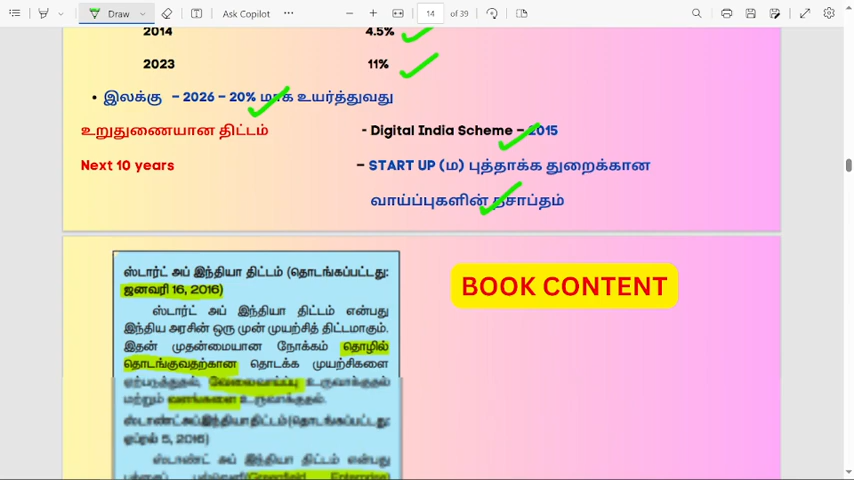 Draw
Ask Copilot
14 of 39
2014 4.5%
2023 11%
• இலக்கு – 2026 – 20% மாக உயர்த்துவது
உறுதுணையான திட்டம் - Digital India Scheme – 2015
Next 10 years – START UP (ம) புத்தாக்க துறைக்கான
வாய்ப்புகளின் தசாப்தம்
ஸ்டார்ட் அப் இந்தியா திட்டம் (தொடங்கப்பட்டது:
ஜனவரி 16, 2016)
BOOK CONTENT
ஸ்டார்ட் அப் இந்தியா திட்டம் என்பது
இந்திய அரசின் ஒரு முன் முயற்சித் திட்டமாகும்.
இதன் முதன்மையான நோக்கம் தொழில்
தொடங்குவதற்கான தொடக்க முயற்சிகளை
ஏற்படுத்துதல், வேலைவாய்ப்பு உருவாக்குதல்
மற்றும் வளங்களை உருவாக்குதல்.
ஸ்டாண்ட் அப் இந்தியா திட்டம் (தொடங்கப்பட்டது:
ஏப்ரல் 5, 2016)
ஸ்டாண்ட் அப் இந்தியா திட்டம் என்பது
(Greenfield Enterprise)